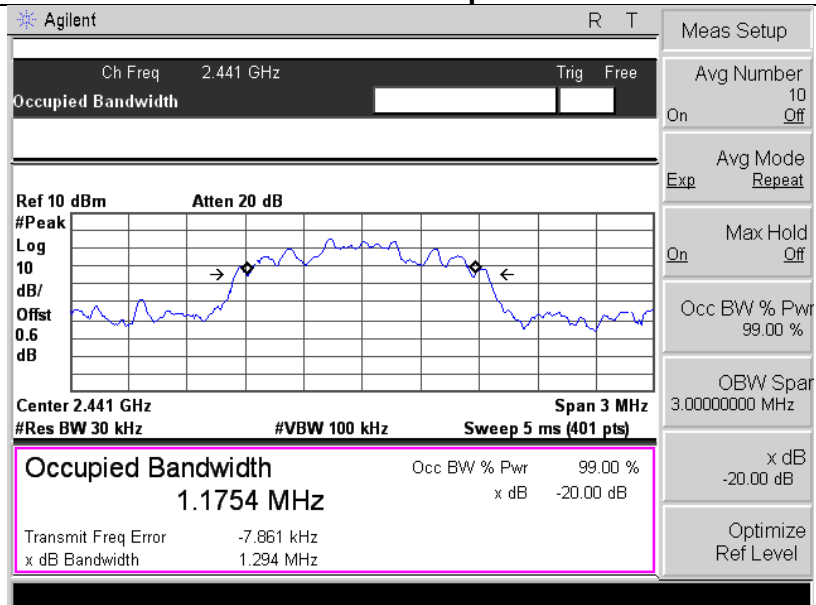 Agilent R T
Meas Setup
Ch Freq 2.441 GHz Trig Free
Occupied Bandwidth
Avg Number
10
On Off
Avg Mode
Exp Repeat
Ref 10 dBm Atten 20 dB
#Peak
Log
10
dB/
Offst
0.6
dB
Max Hold
On Off
Occ BW % Pwr
99.00 %
Center 2.441 GHz Span 3 MHz
#Res BW 30 kHz #VBW 100 kHz Sweep 5 ms (401 pts)
OBW Span
3.00000000 MHz
Occupied Bandwidth Occ BW % Pwr 99.00 %
1.1754 MHz x dB -20.00 dB
Transmit Freq Error -7.861 kHz
x dB Bandwidth 1.294 MHz
x dB
-20.00 dB
Optimize
Ref Level